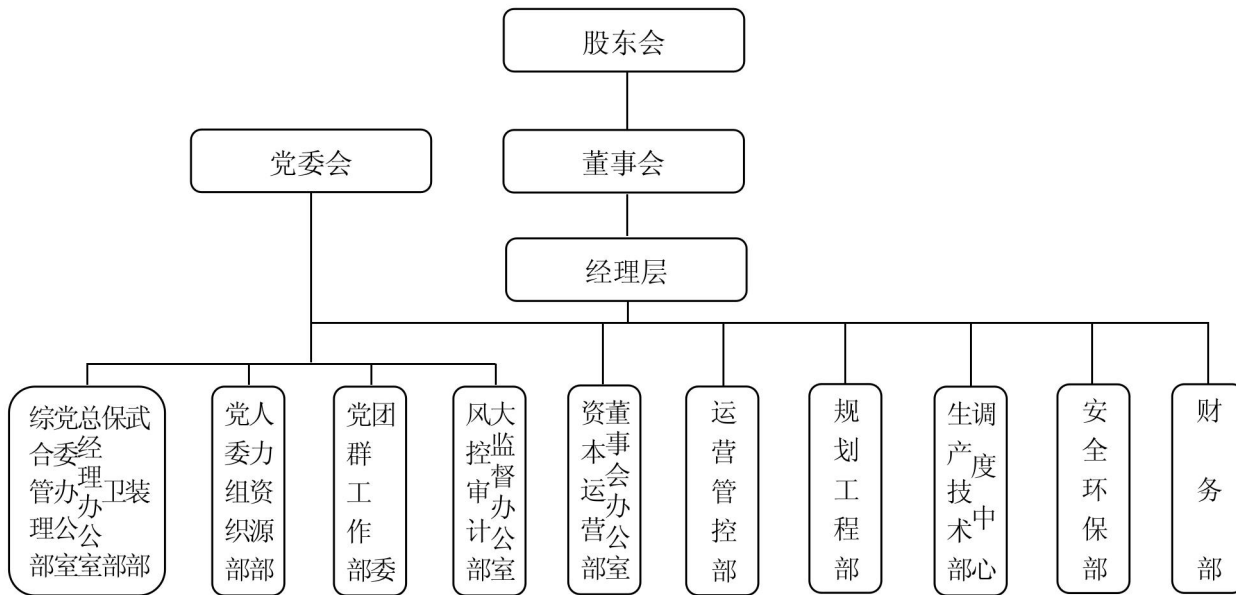 股东会
党委会
董事会
经理层
综合管理部
党委办公室
总经理办公室
保卫部
武装部
党委组织部
人力资源部
党群工作部
团委
风控审计部
大监督办公室
资本运营部
董事会办公室
运营管控部
规划工程部
生产技术部
调度中心
安全环保部
财务部